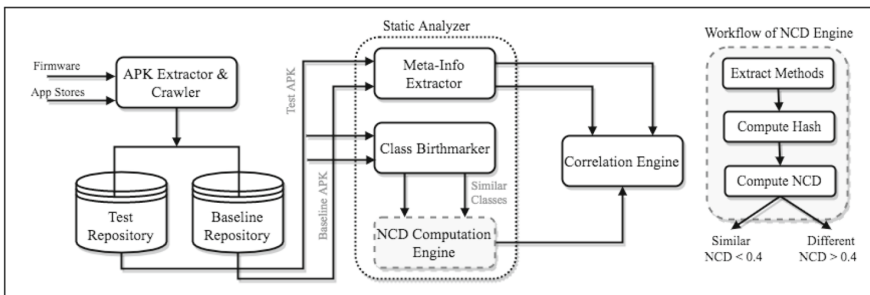 Static Analyzer
Workflow of NCD Engine
Firmware
App Stores
APK Extractor &
Crawler
Test APK
Baseline APK
Meta-Info
Extractor
Class Birthmarker
Similar
Classes
NCD Computation
Engine
Correlation Engine
Test
Repository
Baseline
Repository
Extract Methods
Compute Hash
Compute NCD
Similar
NCD < 0.4
Different
NCD > 0.4